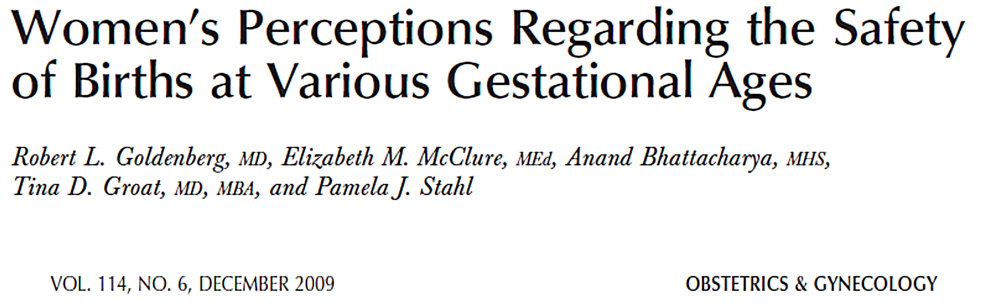 Women's Perceptions Regarding the Safety
of Births at Various Gestational Ages
Robert L. Goldenberg, MD, Elizabeth M. McClure, MEd, Anand Bhattacharya, MHS,
Tina D. Groat, MD, MBA, and Pamela J. Stahl
VOL. 114, NO. 6, DECEMBER 2009 OBSTETRICS & GYNECOLOGY